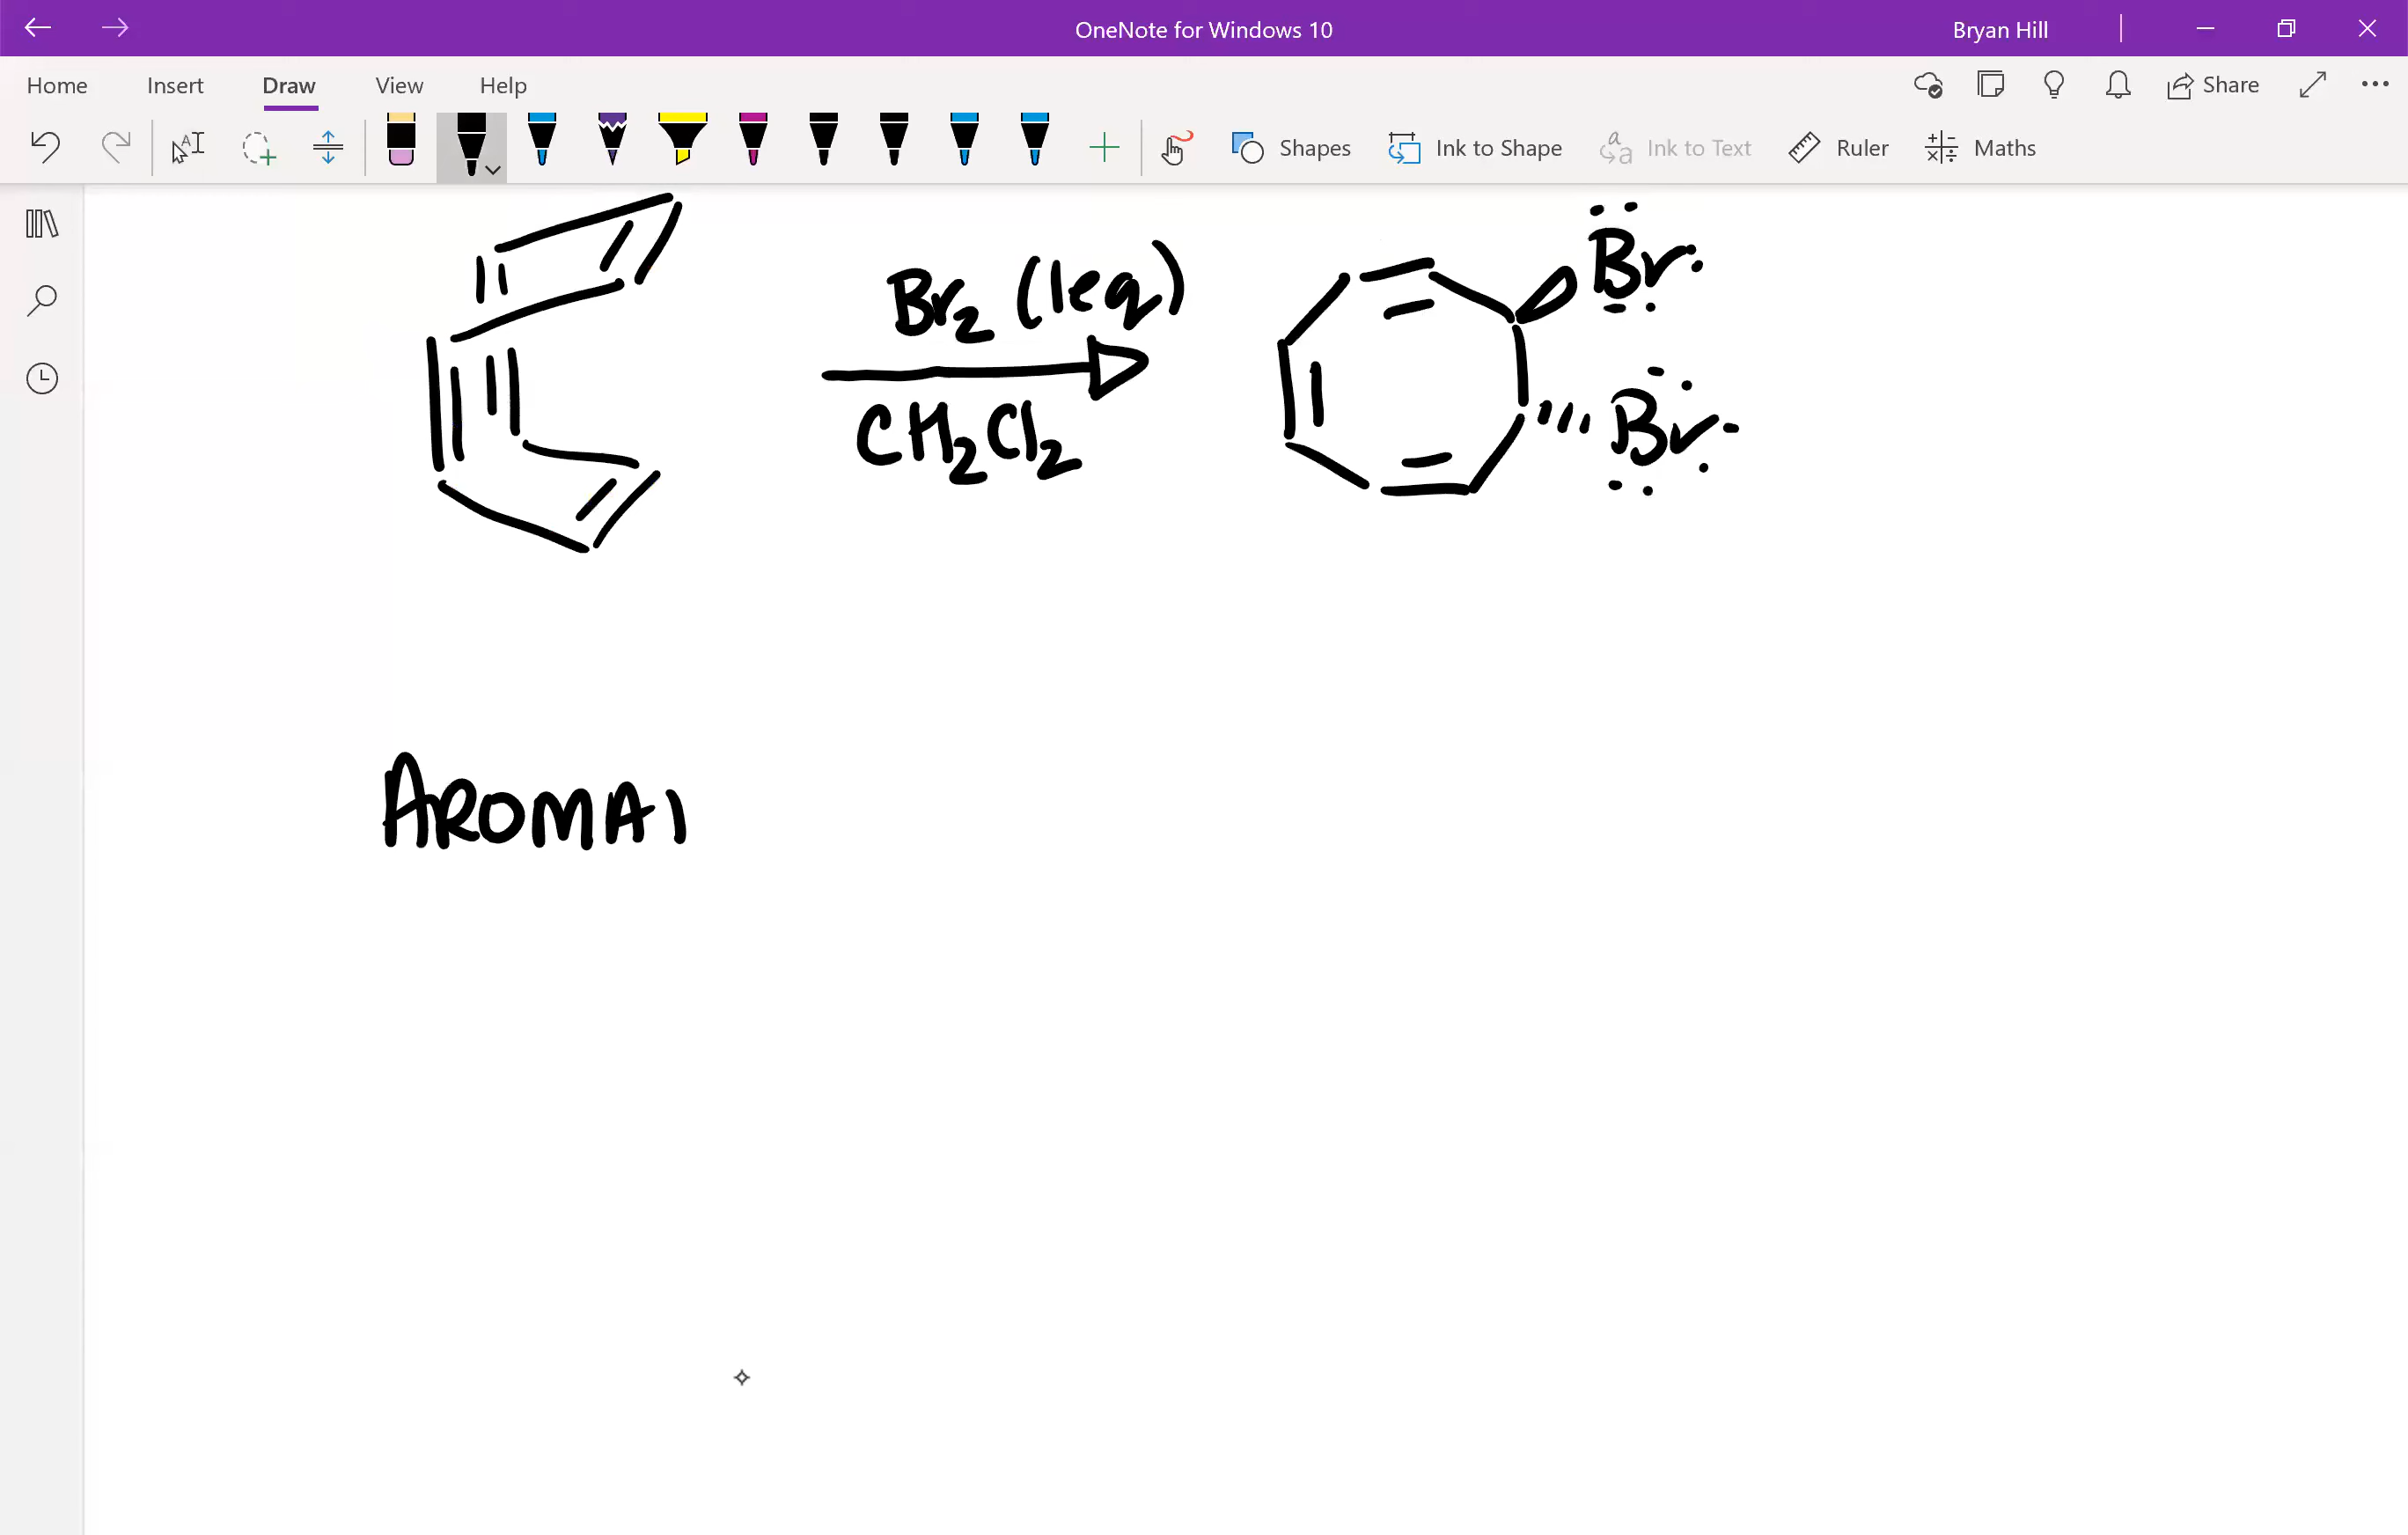 OneNote for Windows 10 Bryan Hill
Home Insert Draw View Help Share
Shapes Ink to Shape Ink to Text Ruler Maths
Br2 (1eq)
CH2Cl2
Br
Br
AROMAT